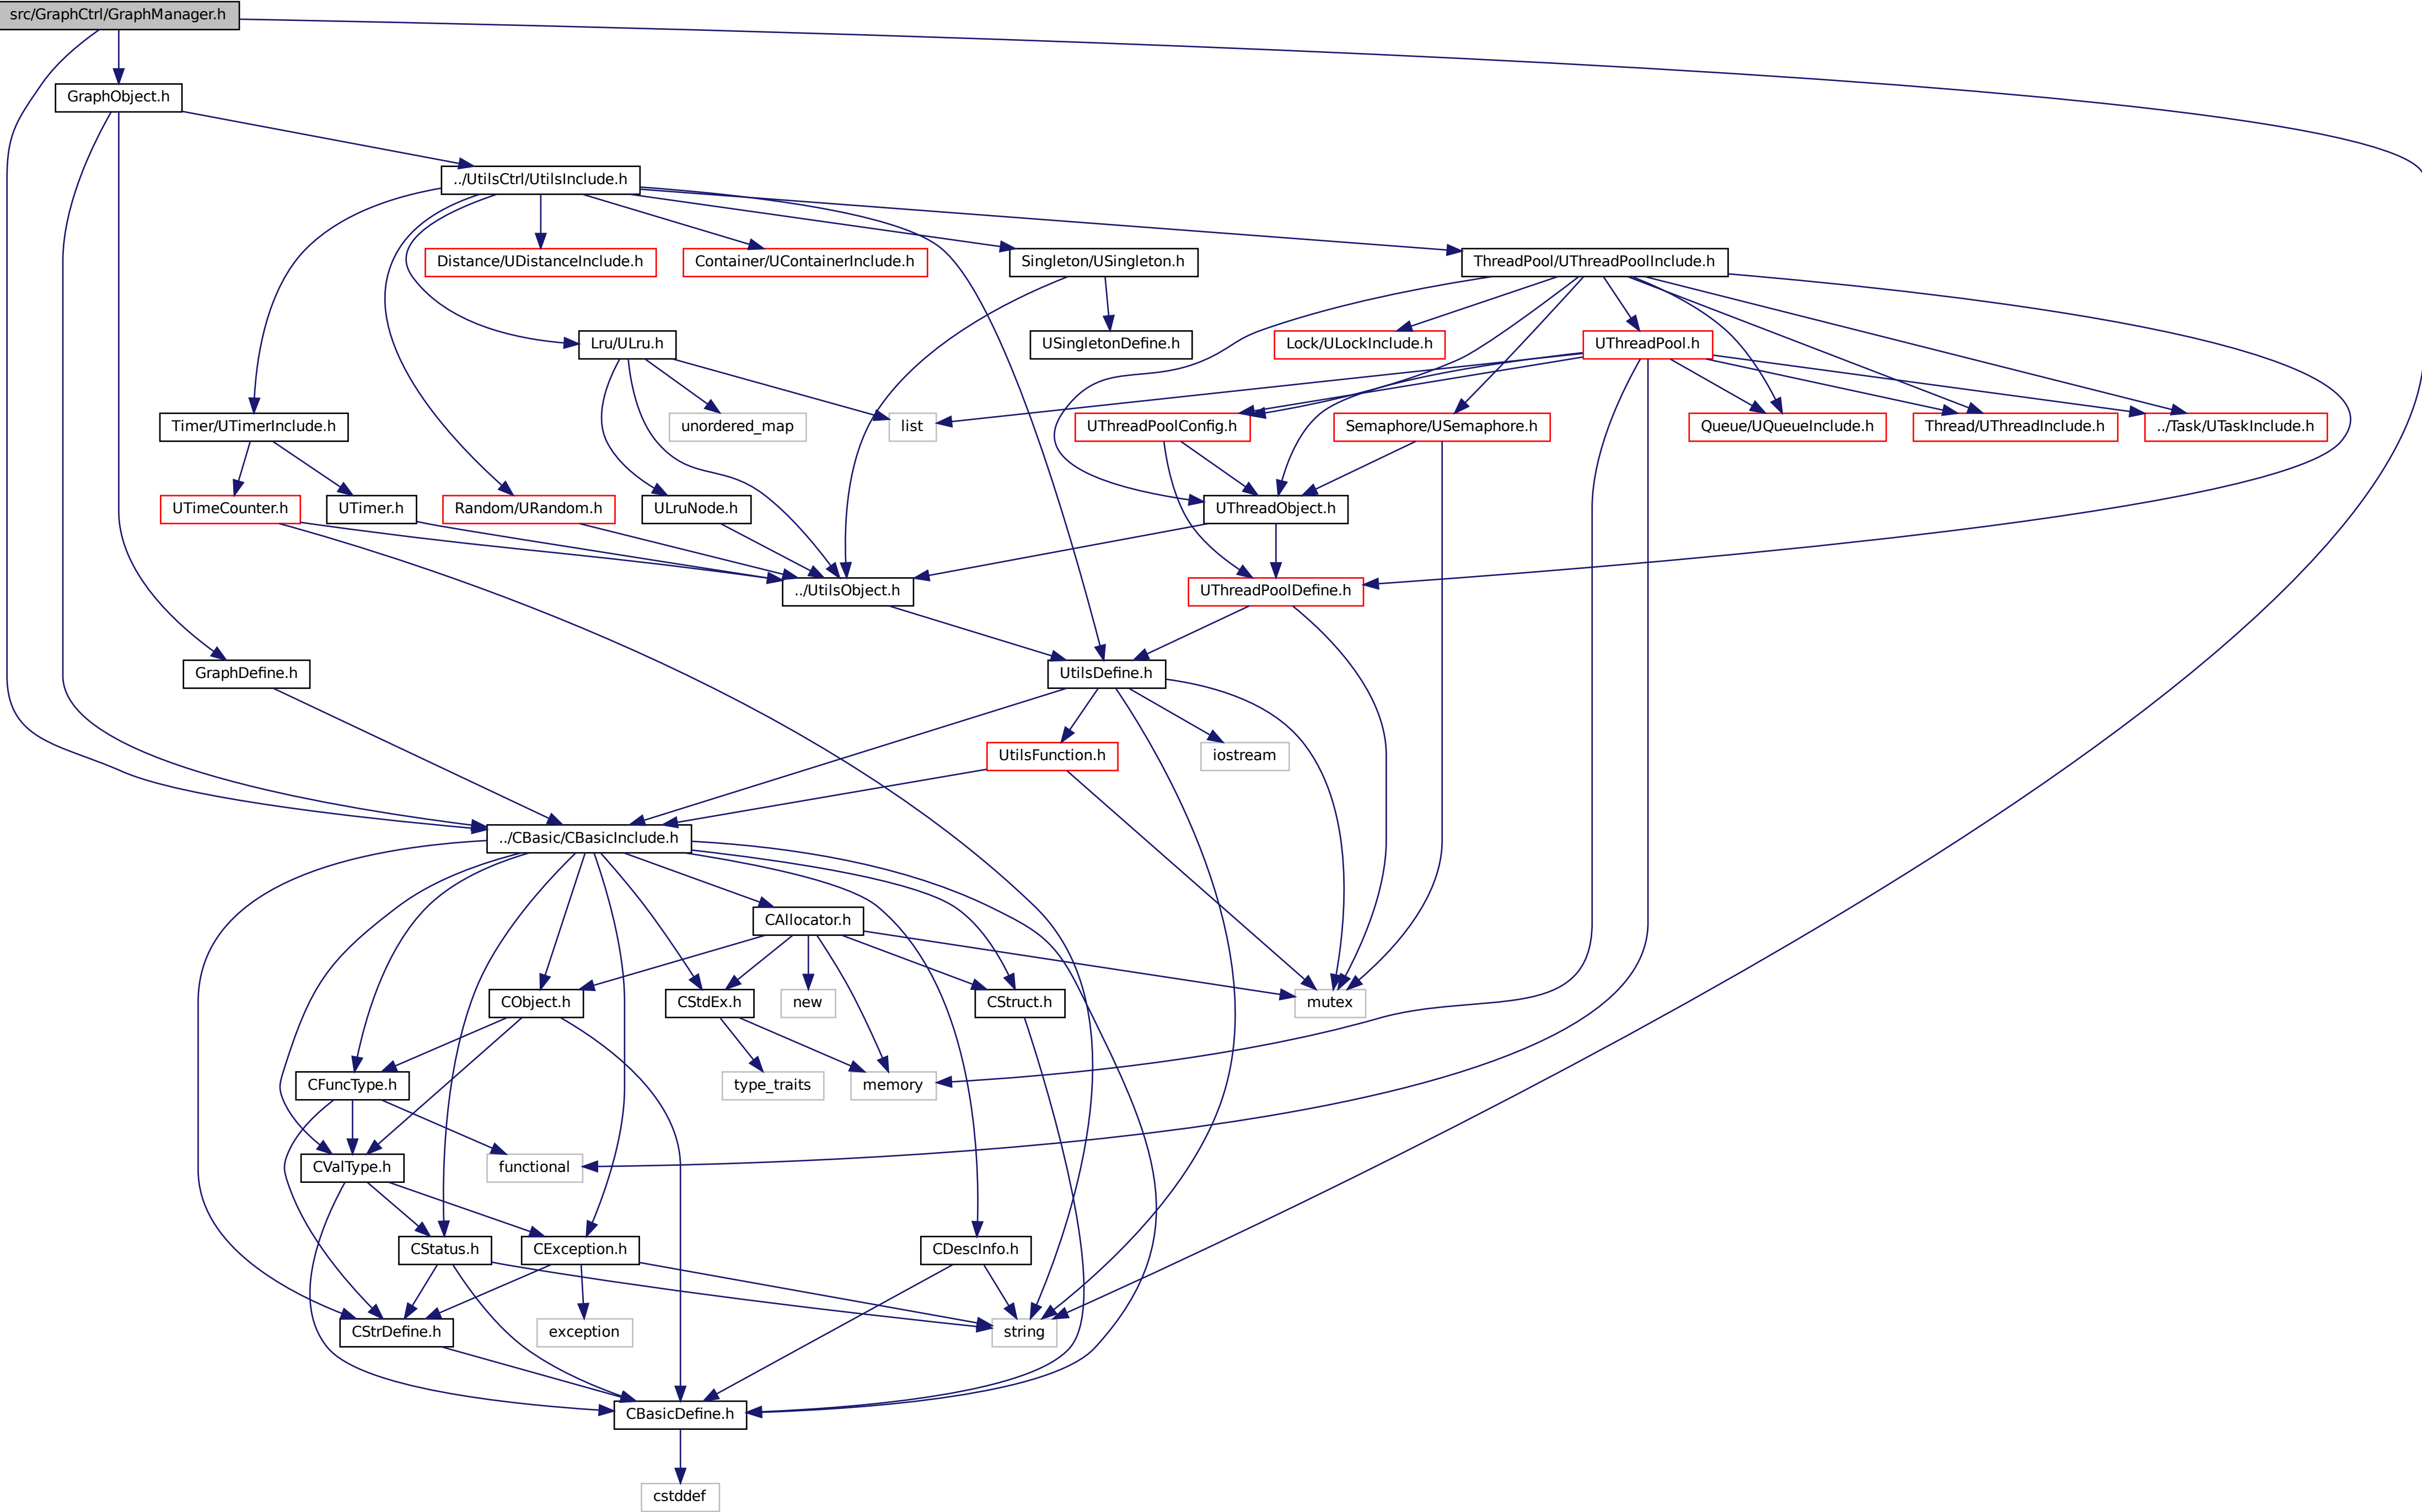 src/GraphCtrl/GraphManager.h
GraphObject.h
../UtilsCtrl/UtilsInclude.h
Distance/UDistanceInclude.h
Container/UContainerInclude.h
Singleton/USingleton.h
ThreadPool/UThreadPoolInclude.h
Lru/ULru.h
USingletonDefine.h
Lock/ULockInclude.h
UThreadPool.h
Timer/UTimerInclude.h
unordered_map
list
UThreadPoolConfig.h
Semaphore/USemaphore.h
Queue/UQueueInclude.h
Thread/UThreadInclude.h
../Task/UTaskInclude.h
UTimeCounter.h
UTimer.h
Random/URandom.h
ULruNode.h
UThreadObject.h
../UtilsObject.h
UThreadPoolDefine.h
GraphDefine.h
UtilsDefine.h
UtilsFunction.h
iostream
../CBasic/CBasicInclude.h
CAllocator.h
CObject.h
CStdEx.h
new
CStruct.h
mutex
CFuncType.h
type_traits
memory
CValType.h
functional
CStatus.h
CException.h
CDescInfo.h
CStrDefine.h
exception
string
CBasicDefine.h
cstddef